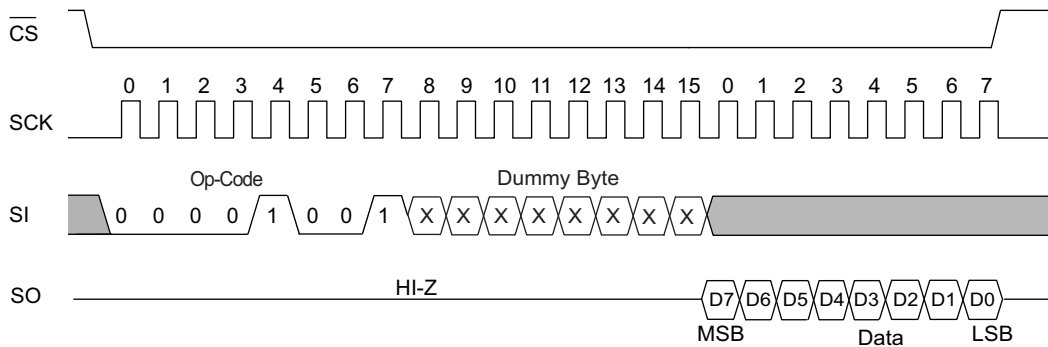 CS
0 1 2 3 4 5 6 7 8 9 10 11 12 13 14 15 0 1 2 3 4 5 6 7
SCK
Op-Code Dummy Byte
SI 0 0 0 0 1 0 0 1 X X X X X X X X
HI-Z
SO D7 D6 D5 D4 D3 D2 D1 D0
MSB Data LSB